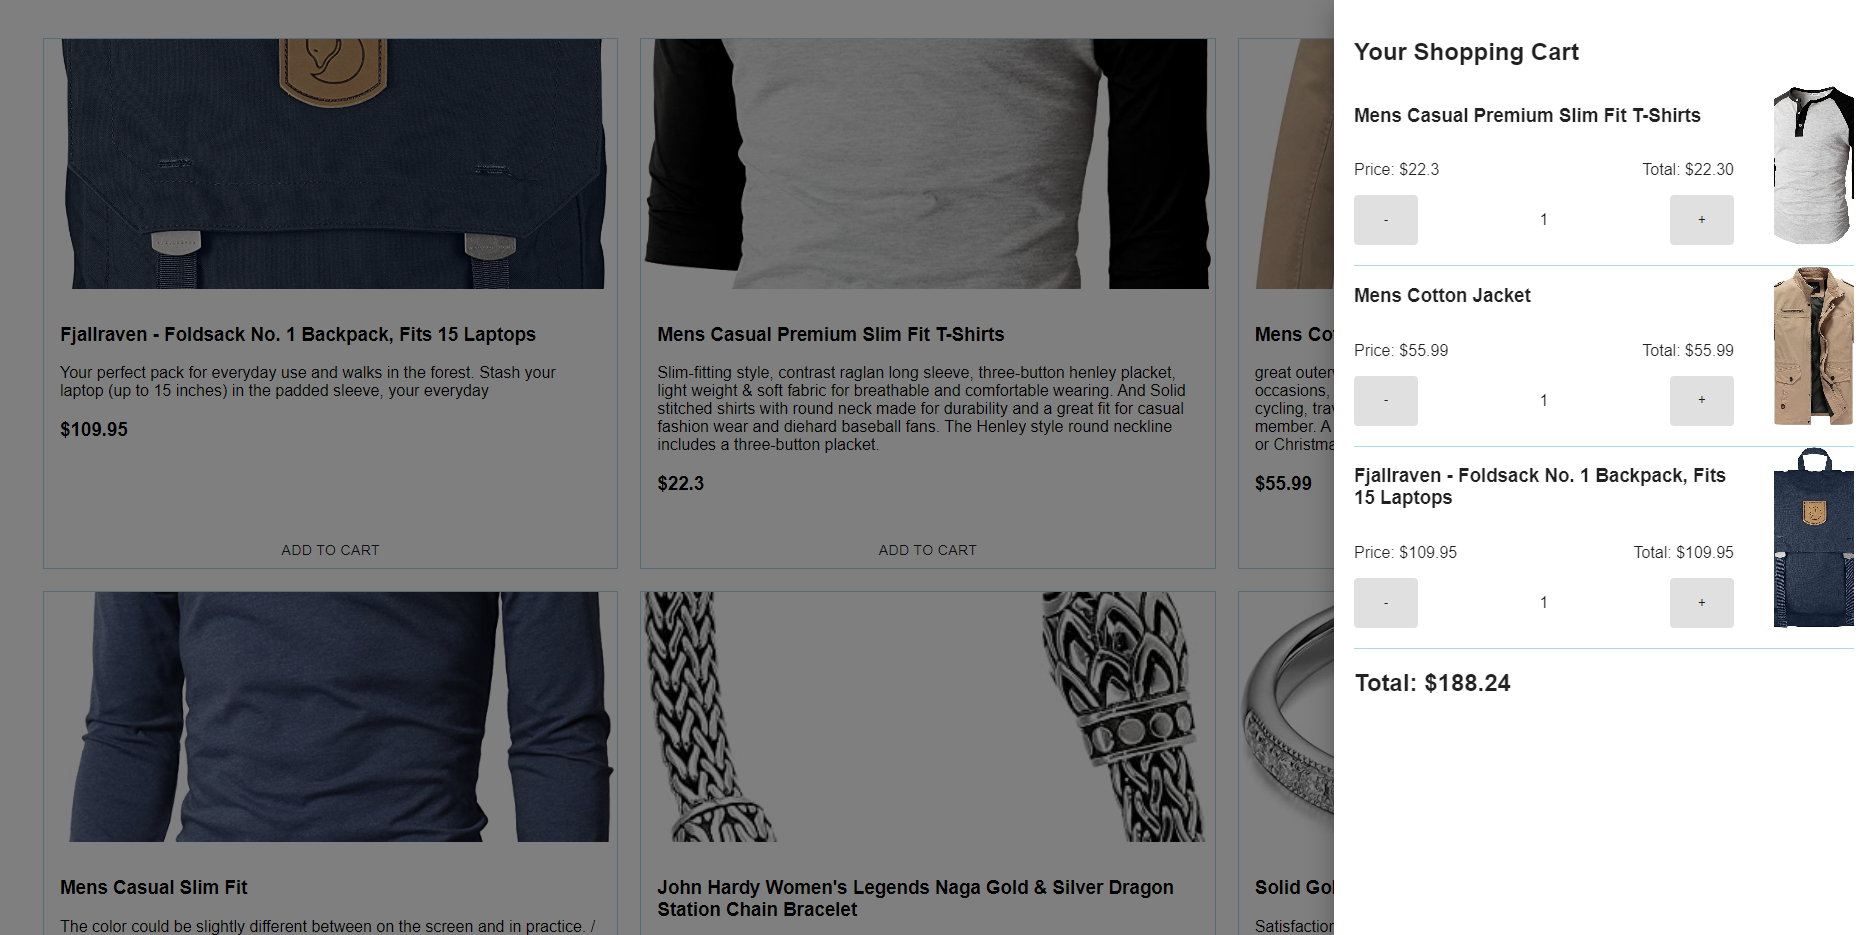 Fjallraven - Foldsack No. 1 Backpack, Fits 15 Laptops
Your perfect pack for everyday use and walks in the forest. Stash your
laptop (up to 15 inches) in the padded sleeve, your everyday
$109.95
ADD TO CART
Mens Casual Premium Slim Fit T-Shirts
Slim-fitting style, contrast raglan long sleeve, three-button henley placket,
light weight & soft fabric for breathable and comfortable wearing. And Solid
stitched shirts with round neck made for durability and a great fit for casual
fashion wear and diehard baseball fans. The Henley style round neckline
includes a three-button placket.
$22.3
ADD TO CART
Mens Co
great outer
occasions,
cycling, tra
member. A
or Christma
$55.99
Mens Casual Slim Fit
The color could be slightly different between on the screen and in practice. /
John Hardy Women's Legends Naga Gold & Silver Dragon
Station Chain Bracelet
Solid Gol
Satisfaction
Your Shopping Cart
Mens Casual Premium Slim Fit T-Shirts
Price: $22.3 Total: $22.30
- 1 +
Mens Cotton Jacket
Price: $55.99 Total: $55.99
- 1 +
Fjallraven - Foldsack No. 1 Backpack, Fits
15 Laptops
Price: $109.95 Total: $109.95
- 1 +
Total: $188.24